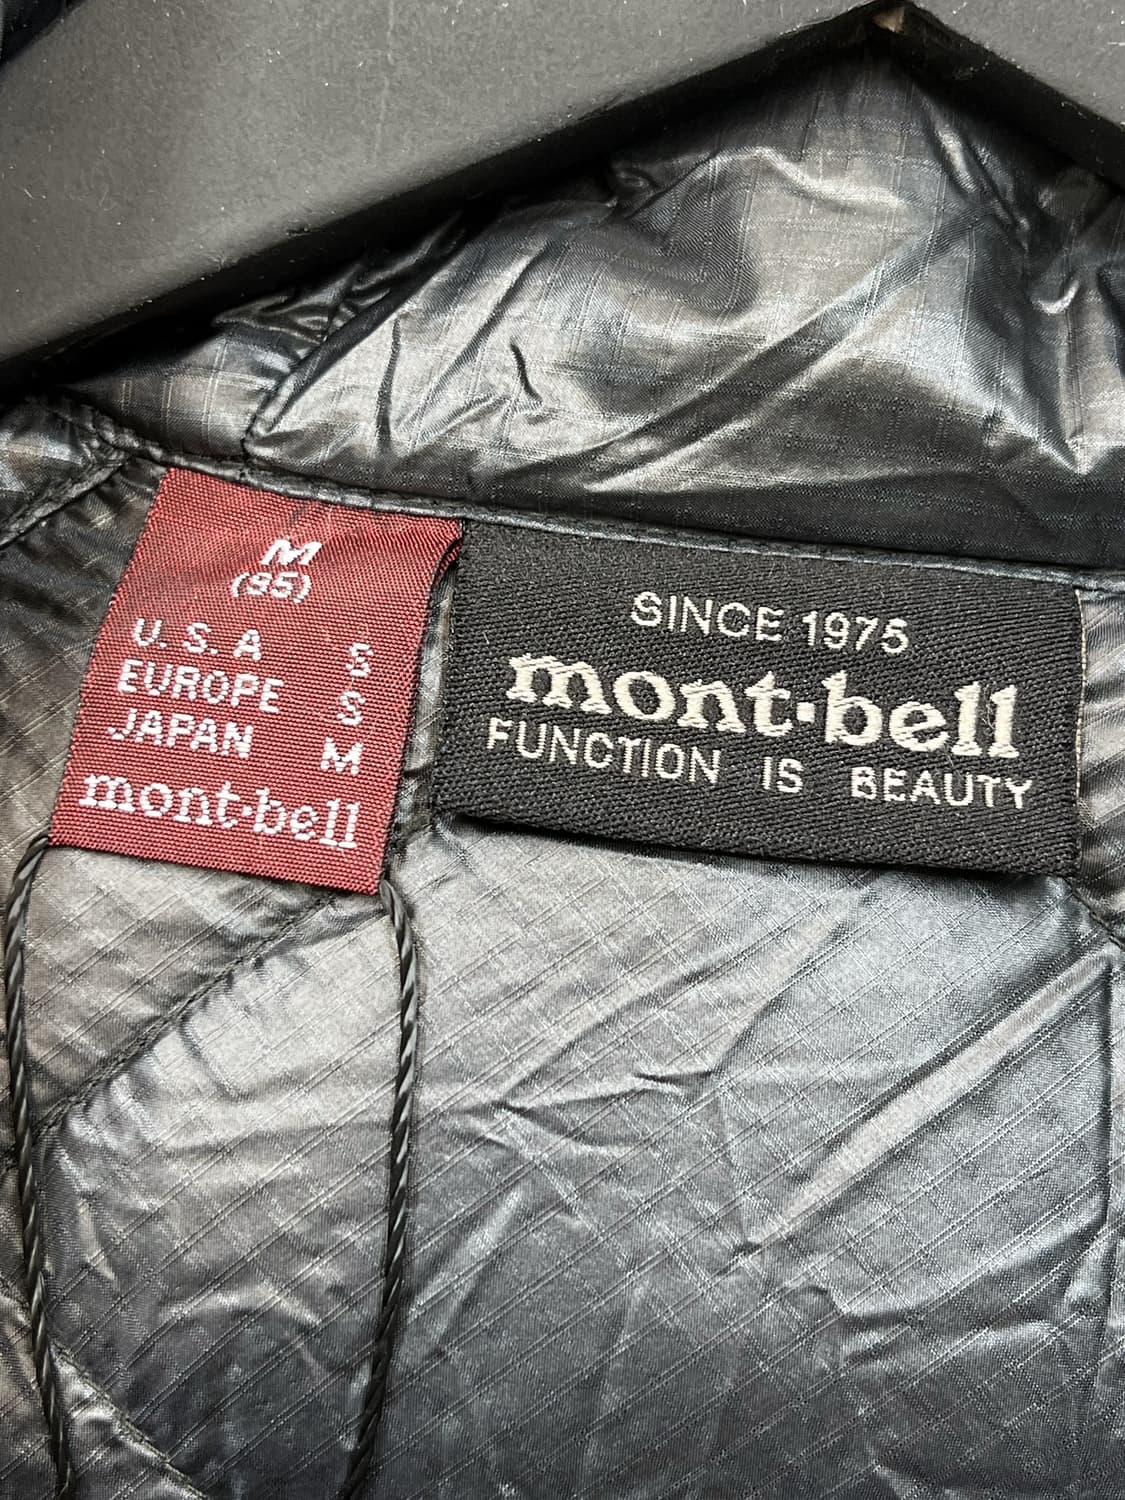 M
(95)
U.S.A S
EUROPE S
JAPAN M
mont·bell
SINCE 1975
mont·bell
FUNCTION IS BEAUTY